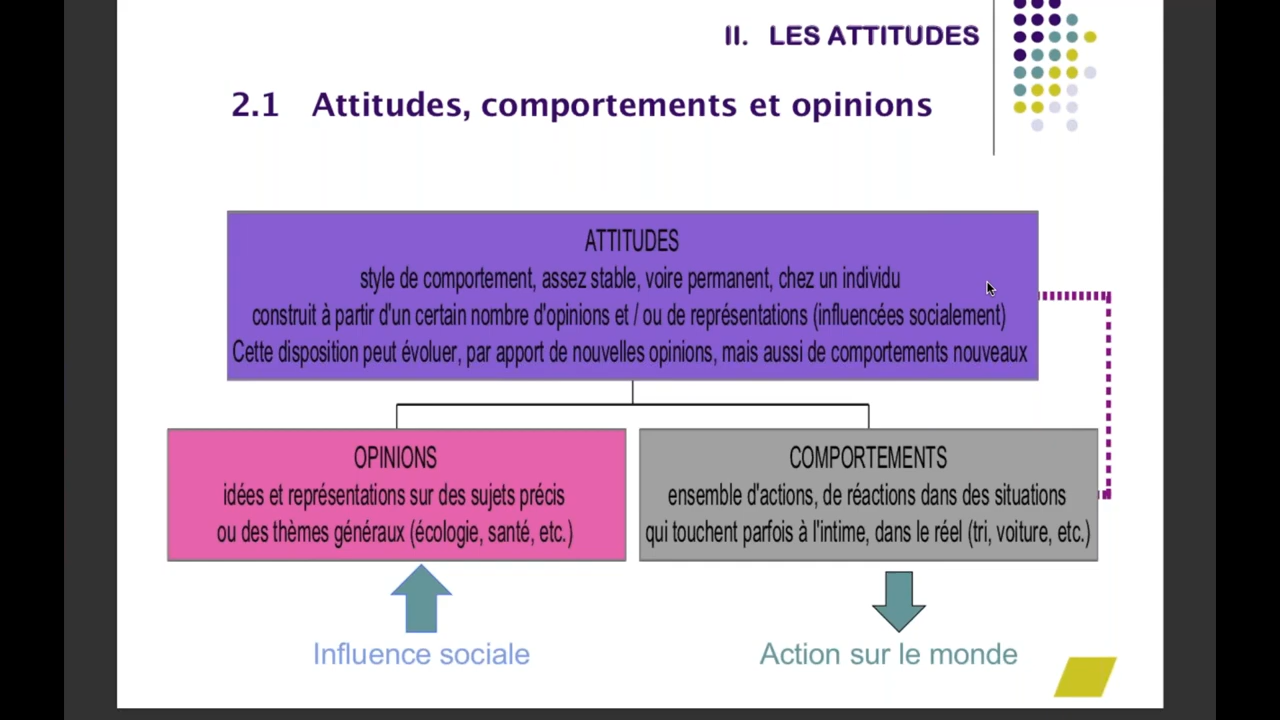 II. LES ATTITUDES
2.1 Attitudes, comportements et opinions
ATTITUDES
style de comportement, assez stable, voire permanent, chez un individu
construit à partir d'un certain nombre d'opinions et / ou de représentations (influencées socialement)
Cette disposition peut évoluer, par apport de nouvelles opinions, mais aussi de comportements nouveaux
OPINIONS
idées et représentations sur des sujets précis
ou des thèmes généraux (écologie, santé, etc.)
COMPORTEMENTS
ensemble d'actions, de réactions dans des situations
qui touchent parfois à l'intime, dans le réel (tri, voiture, etc.)
Influence sociale
Action sur le monde